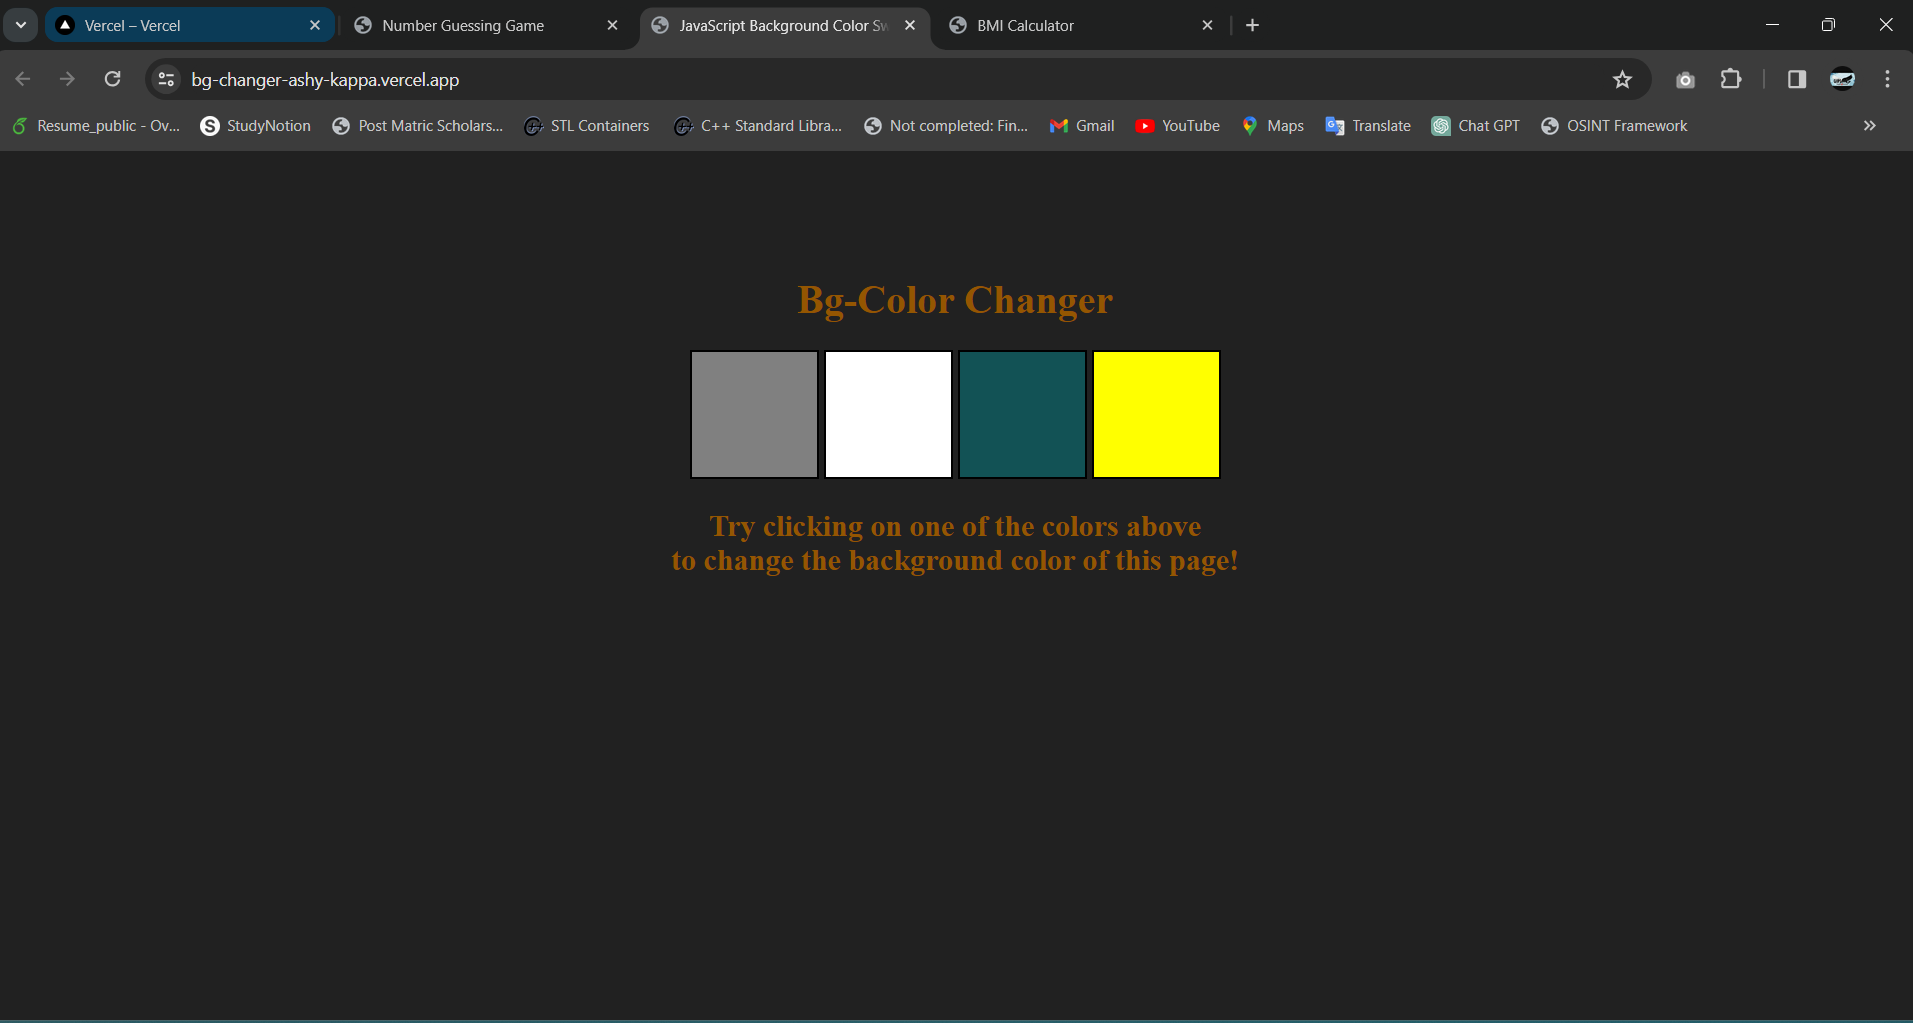 Vercel – Vercel
Number Guessing Game
JavaScript Background Color Sw
BMI Calculator
bg-changer-ashy-kappa.vercel.app
Resume_public - Ov...
StudyNotion
Post Matric Scholars...
STL Containers
C++ Standard Libra...
Not completed: Fin...
Gmail
YouTube
Maps
Translate
Chat GPT
OSINT Framework
Bg-Color Changer
Try clicking on one of the colors above
to change the background color of this page!